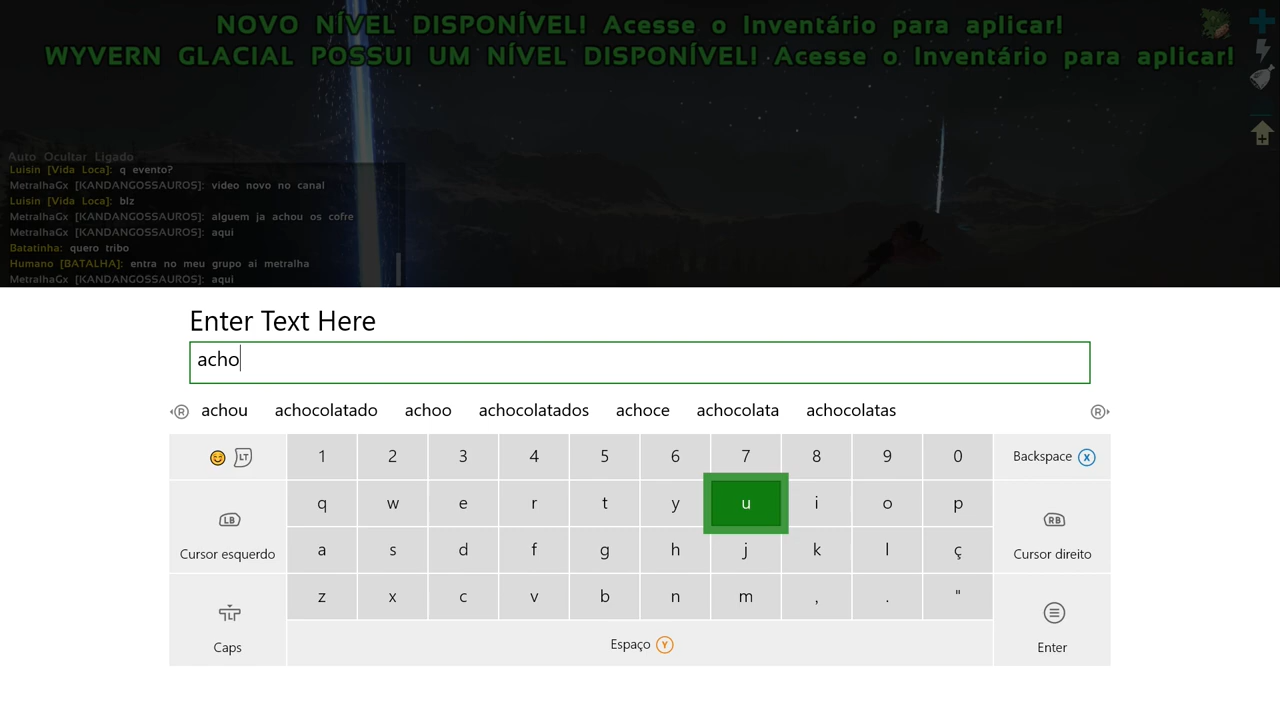 NOVO NÍVEL DISPONÍVEL! Acesse o Inventário para aplicar!
WYVERN GLACIAL POSSUI UM NÍVEL DISPONÍVEL! Acesse o Inventário para aplicar!
Auto Ocultar Ligado
Luisin [Vida Loca]: q evento?
MetralhaGx [KANDANGOSSAUROS]: video novo no canal
Luisin [Vida Loca]: blz
MetralhaGx [KANDANGOSSAUROS]: alguem ja achou os cofre
MetralhaGx [KANDANGOSSAUROS]: aqui
Batatinha: quero tribo
Humano [BATALHA]: entra no meu grupo ai metralha
MetralhaGx [KANDANGOSSAUROS]: aqui
Enter Text Here
acho
R achou achocolatado achoo achocolatados achoce achocolata achocolatas R
LT 1 2 3 4 5 6 7 8 9 0 Backspace X
q w e r t y u i o p
LB RB
Cursor esquerdo a s d f g h j k l ç Cursor direito
z x c v b n m , . "
LT
Caps Espaço Y Enter